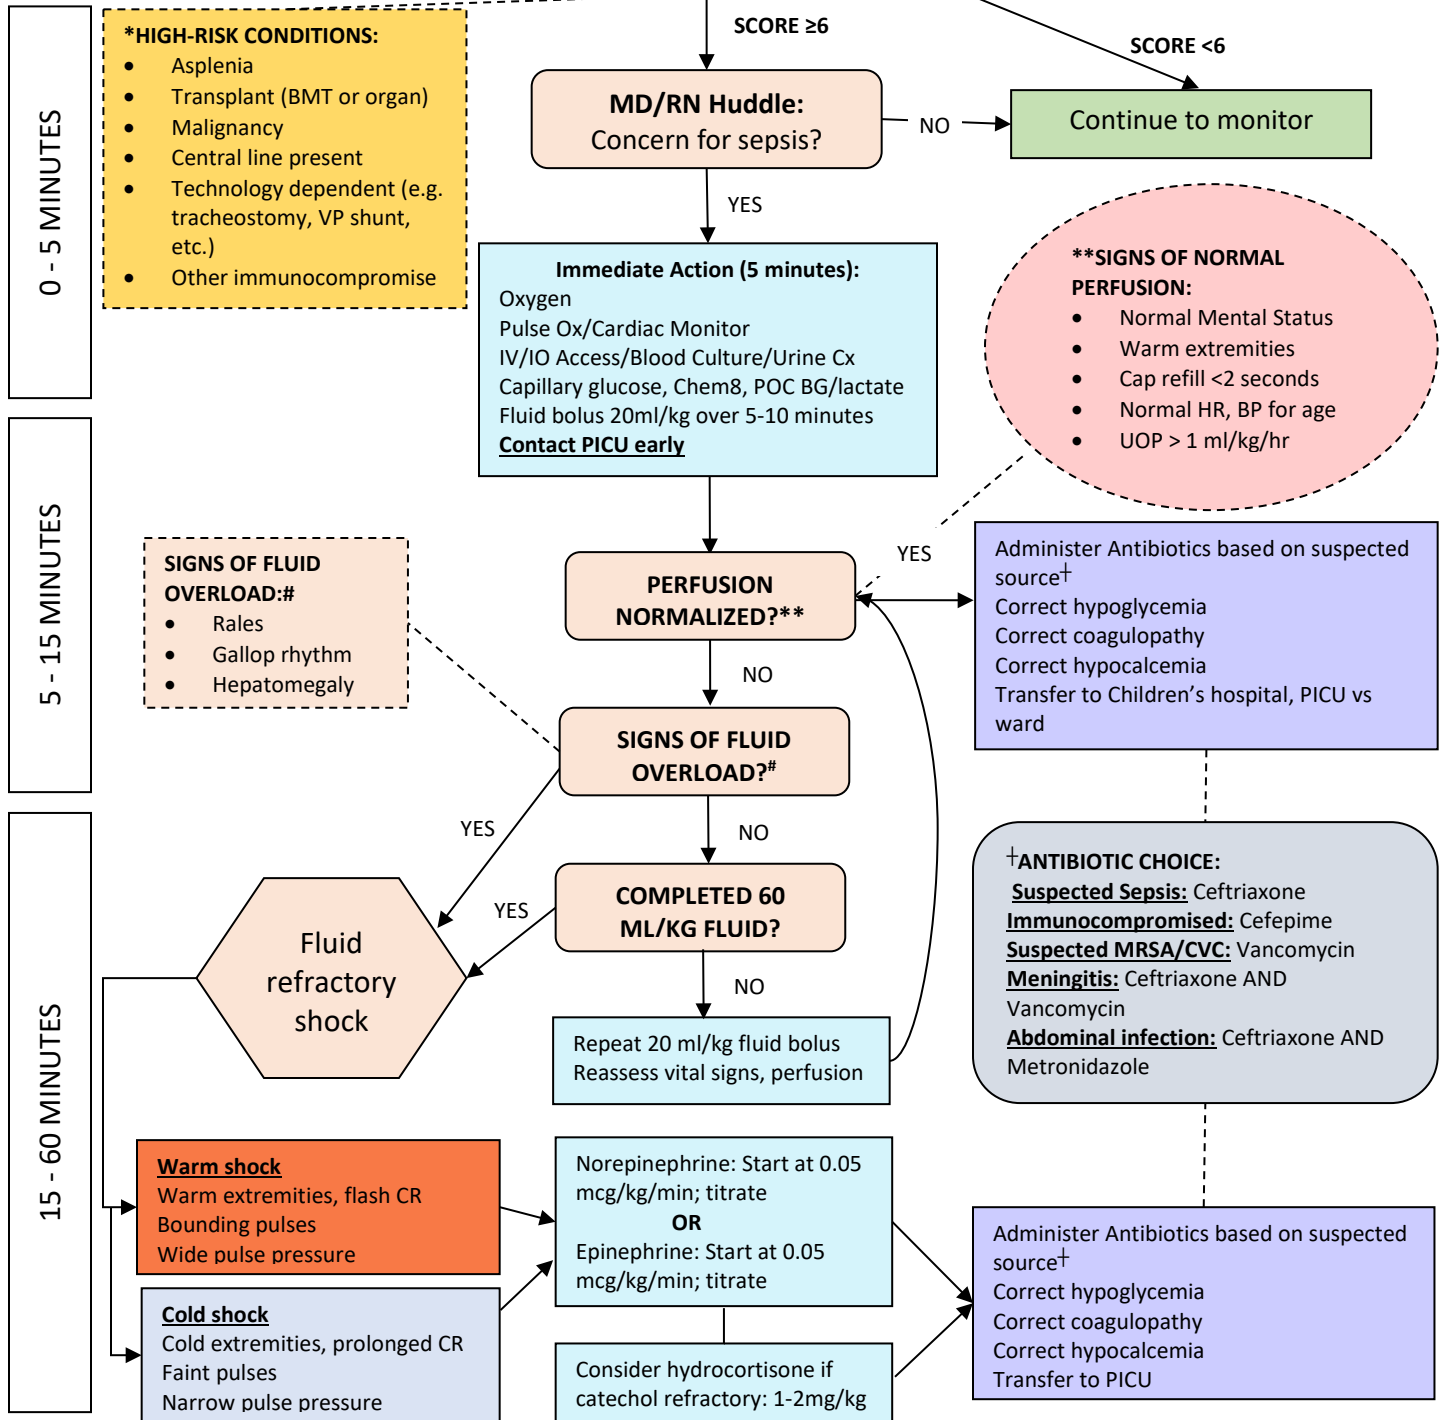 0 - 5 MINUTES
*HIGH-RISK CONDITIONS:
• Asplenia
• Transplant (BMT or organ)
• Malignancy
• Central line present
• Technology dependent (e.g.
tracheostomy, VP shunt,
etc.)
• Other immunocompromise
SCORE ≥6
SCORE <6
MD/RN Huddle:
Concern for sepsis?
NO
Continue to monitor
YES
Immediate Action (5 minutes):
Oxygen
Pulse Ox/Cardiac Monitor
IV/IO Access/Blood Culture/Urine Cx
Capillary glucose, Chem8, POC BG/lactate
Fluid bolus 20ml/kg over 5-10 minutes
Contact PICU early
**SIGNS OF NORMAL
PERFUSION:
• Normal Mental Status
• Warm extremities
• Cap refill <2 seconds
• Normal HR, BP for age
• UOP > 1 ml/kg/hr
5 - 15 MINUTES
SIGNS OF FLUID
OVERLOAD:#
• Rales
• Gallop rhythm
• Hepatomegaly
PERFUSION
NORMALIZED?**
YES
Administer Antibiotics based on suspected
source┼
Correct hypoglycemia
Correct coagulopathy
Correct hypocalcemia
Transfer to Children's hospital, PICU vs
ward
NO
SIGNS OF FLUID
OVERLOAD?#
YES
NO
15 - 60 MINUTES
COMPLETED 60
ML/KG FLUID?
YES
Fluid
refractory
shock
NO
Repeat 20 ml/kg fluid bolus
Reassess vital signs, perfusion
┼ANTIBIOTIC CHOICE:
Suspected Sepsis: Ceftriaxone
Immunocompromised: Cefepime
Suspected MRSA/CVC: Vancomycin
Meningitis: Ceftriaxone AND
Vancomycin
Abdominal infection: Ceftriaxone AND
Metronidazole
Warm shock
Warm extremities, flash CR
Bounding pulses
Wide pulse pressure
Cold shock
Cold extremities, prolonged CR
Faint pulses
Narrow pulse pressure
Norepinephrine: Start at 0.05
mcg/kg/min; titrate
OR
Epinephrine: Start at 0.05
mcg/kg/min; titrate
Consider hydrocortisone if
catechol refractory: 1-2mg/kg
Administer Antibiotics based on suspected
source┼
Correct hypoglycemia
Correct coagulopathy
Correct hypocalcemia
Transfer to PICU